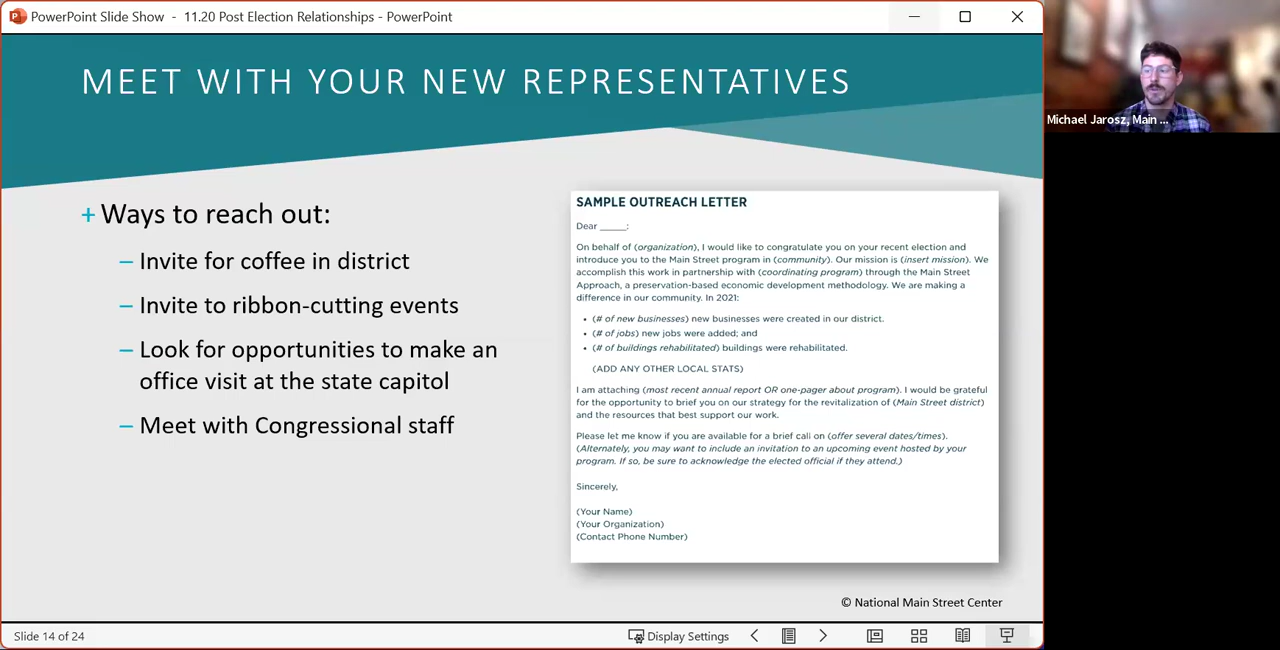 PowerPoint Slide Show - 11.20 Post Election Relationships - PowerPoint
MEET WITH YOUR NEW REPRESENTATIVES
Michael Jarosz, Main ...
+ Ways to reach out:
– Invite for coffee in district
– Invite to ribbon-cutting events
– Look for opportunities to make an
office visit at the state capitol
– Meet with Congressional staff
SAMPLE OUTREACH LETTER
Dear _____:
On behalf of (organization), I would like to congratulate you on your recent election and
introduce you to the Main Street program in (community). Our mission is (insert mission). We
accomplish this work in partnership with (coordinating program) through the Main Street
Approach, a preservation-based economic development methodology. We are making a
difference in our community. In 2021:
• (# of new businesses) new businesses were created in our district.
• (# of jobs) new jobs were added; and
• (# of buildings rehabilitated) buildings were rehabilitated.
(ADD ANY OTHER LOCAL STATS)
I am attaching (most recent annual report OR one-pager about program). I would be grateful
for the opportunity to brief you on our strategy for the revitalization of (Main Street district)
and the resources that best support our work.
Please let me know if you are available for a brief call on (offer several dates/times).
(Alternately, you may want to include an invitation to an upcoming event hosted by your
program. If so, be sure to acknowledge the elected official if they attend.)
Sincerely,
(Your Name)
(Your Organization)
(Contact Phone Number)
© National Main Street Center
Slide 14 of 24
Display Settings